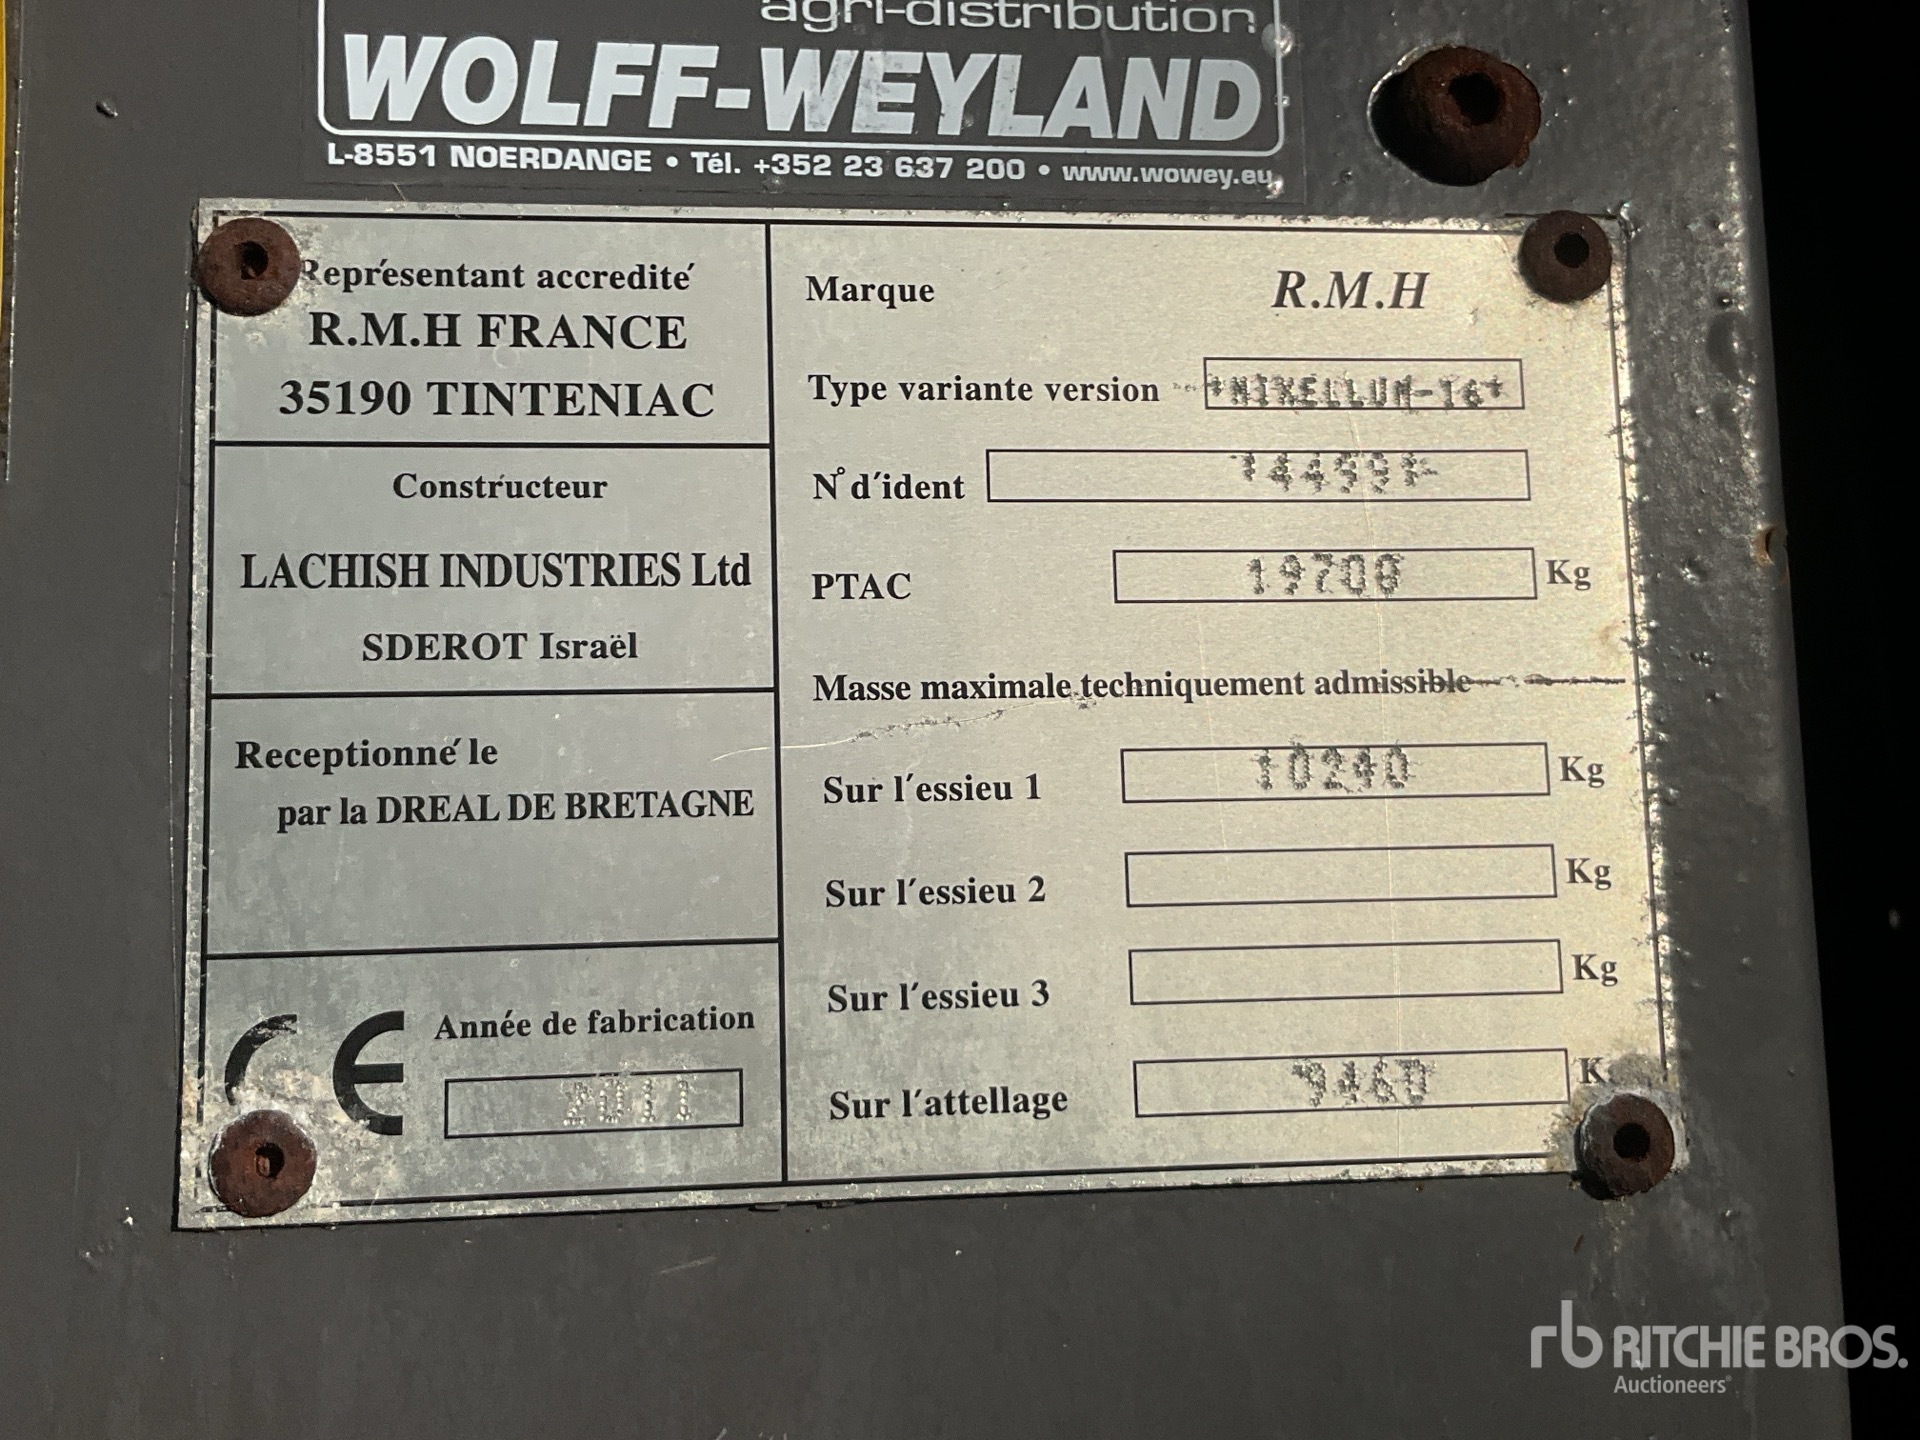 agri-distribution
WOLFF-WEYLAND
L-8551 NOERDANGE • Tél. +352 23 637 200 • www.wowey.eu
Représentant accredité
R.M.H FRANCE
35190 TINTENIAC
Constructeur
LACHISH INDUSTRIES Ltd
SDEROT Israël
Receptionné le
par la DREAL DE BRETAGNE
CE
Année de fabrication
2011
Marque R.M.H
Type variante version *MIXELLUM-16*
N° d'ident
PTAC 19700 Kg
Masse maximale techniquement admissible
Sur l'essieu 1 10240 Kg
Sur l'essieu 2 Kg
Sur l'essieu 3 Kg
Sur l'attellage
rb RITCHIE BROS.
Auctioneers